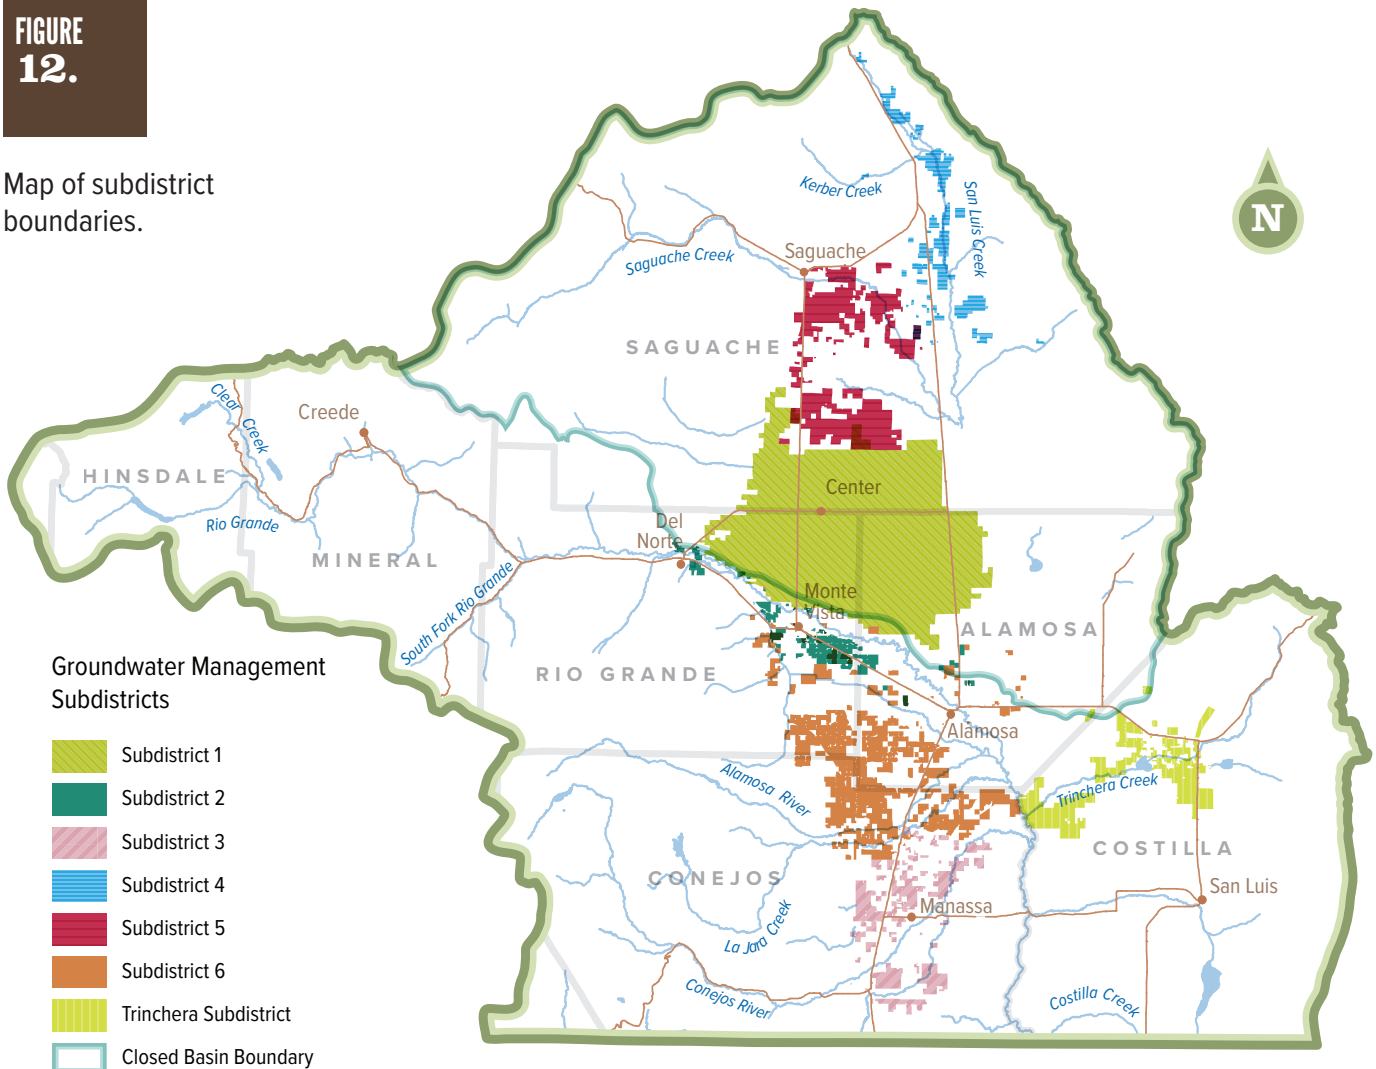 FIGURE
12.
Map of subdistrict
boundaries.
N
Kerber Creek
San Luis Creek
Saguache
Saguache Creek
SAGUACHE
Clear Creek
Creede
HINSDALE
Rio Grande
MINERAL
Center
Del
Norte
South Fork Rio Grande
Monte
Vista
ALAMOSA
RIO GRANDE
Alamosa
Alamosa River
Trinchera Creek
COSTILLA
CONEJOS
San Luis
Manassa
La Jara Creek
Conejos River
Costilla Creek
Groundwater Management
Subdistricts
Subdistrict 1
Subdistrict 2
Subdistrict 3
Subdistrict 4
Subdistrict 5
Subdistrict 6
Trinchera Subdistrict
Closed Basin Boundary